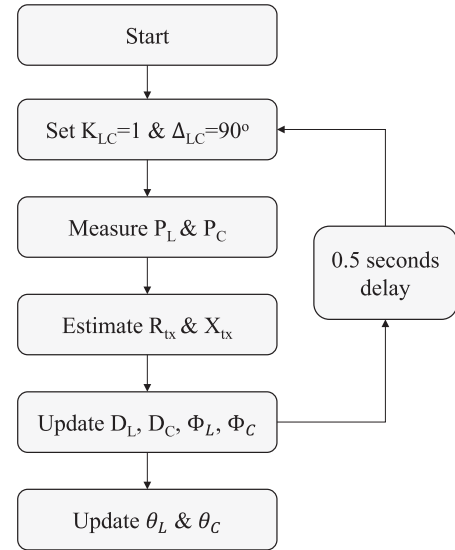 Start
Set K_LC=1 & Δ_LC=90°
Measure P_L & P_C
Estimate R_tx & X_tx
0.5 seconds
delay
Update D_L, D_C, Φ_L, Φ_C
Update θ_L & θ_C